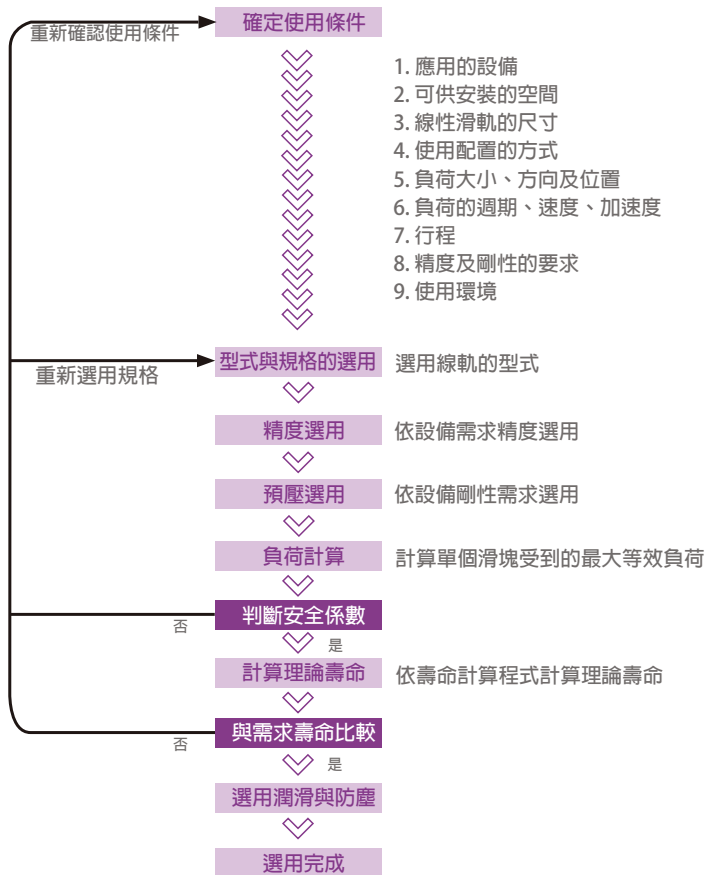 確定使用條件
重新確認使用條件
1. 應用的設備
2. 可供安裝的空間
3. 線性滑軌的尺寸
4. 使用配置的方式
5. 負荷大小、方向及位置
6. 負荷的週期、速度、加速度
7. 行程
8. 精度及剛性的要求
9. 使用環境
型式與規格的選用
選用線軌的型式
重新選用規格
精度選用
依設備需求精度選用
預壓選用
依設備剛性需求選用
負荷計算
計算單個滑塊受到的最大等效負荷
判斷安全係數
否
是
計算理論壽命
依壽命計算程式計算理論壽命
與需求壽命比較
否
是
選用潤滑與防塵
選用完成